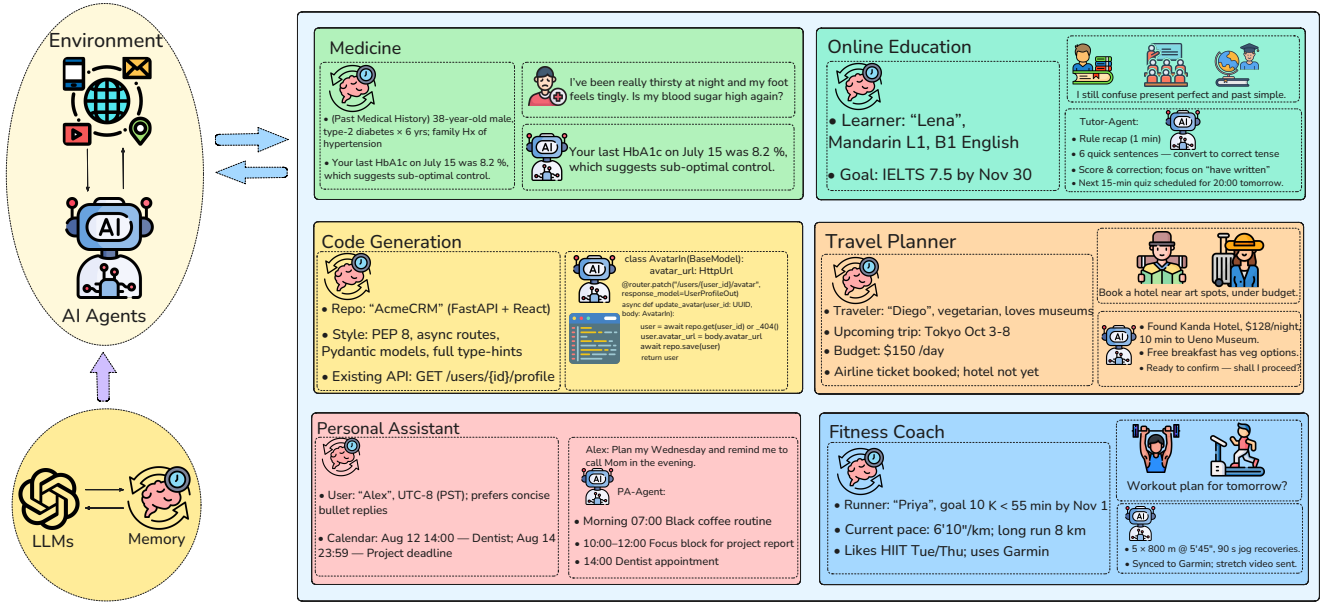 Environment
AI
AI Agents
LLMs
Memory
Medicine
• (Past Medical History) 38-year-old male,
type-2 diabetes × 6 yrs; family Hx of
hypertension
• Your last HbA1c on July 15 was 8.2 %,
which suggests sub-optimal control.
I've been really thirsty at night and my foot
feels tingly. Is my blood sugar high again?
AI
Your last HbA1c on July 15 was 8.2 %,
which suggests sub-optimal control.
Online Education
• Learner: “Lena”,
Mandarin L1, B1 English
• Goal: IELTS 7.5 by Nov 30
I still confuse present perfect and past simple.
Tutor-Agent:
AI
• Rule recap (1 min)
• 6 quick sentences — convert to correct tense
• Score & correction; focus on “have written”
• Next 15-min quiz scheduled for 20:00 tomorrow.
Code Generation
• Repo: “AcmeCRM” (FastAPI + React)
• Style: PEP 8, async routes,
Pydantic models, full type-hints
• Existing API: GET /users/{id}/profile
AI
class AvatarIn(BaseModel):
avatar_url: HttpUrl
@router.patch("/users/{user_id}/avatar",
response_model=UserProfileOut)
async def update_avatar(user_id: UUID,
body: AvatarIn):
user = await repo.get(user_id) or _404()
user.avatar_url = body.avatar_url
await repo.save(user)
return user
Travel Planner
• Traveler: “Diego”, vegetarian, loves museums
• Upcoming trip: Tokyo Oct 3-8
• Budget: $150 /day
• Airline ticket booked; hotel not yet
Book a hotel near art spots, under budget.
AI
• Found Kanda Hotel, $128/night,
10 min to Ueno Museum.
• Free breakfast has veg options.
• Ready to confirm — shall I proceed?
Personal Assistant
• User: “Alex”, UTC-8 (PST); prefers concise
bullet replies
• Calendar: Aug 12 14:00 — Dentist; Aug 14
23:59 — Project deadline
Alex: Plan my Wednesday and remind me to
call Mom in the evening.
AI
PA-Agent:
• Morning 07:00 Black coffee routine
• 10:00–12:00 Focus block for project report
• 14:00 Dentist appointment
Fitness Coach
• Runner: “Priya”, goal 10 K < 55 min by Nov 1
• Current pace: 6'10"/km; long run 8 km
• Likes HIIT Tue/Thu; uses Garmin
Workout plan for tomorrow?
AI
• 5 × 800 m @ 5'45", 90 s jog recoveries.
• Synced to Garmin; stretch video sent.